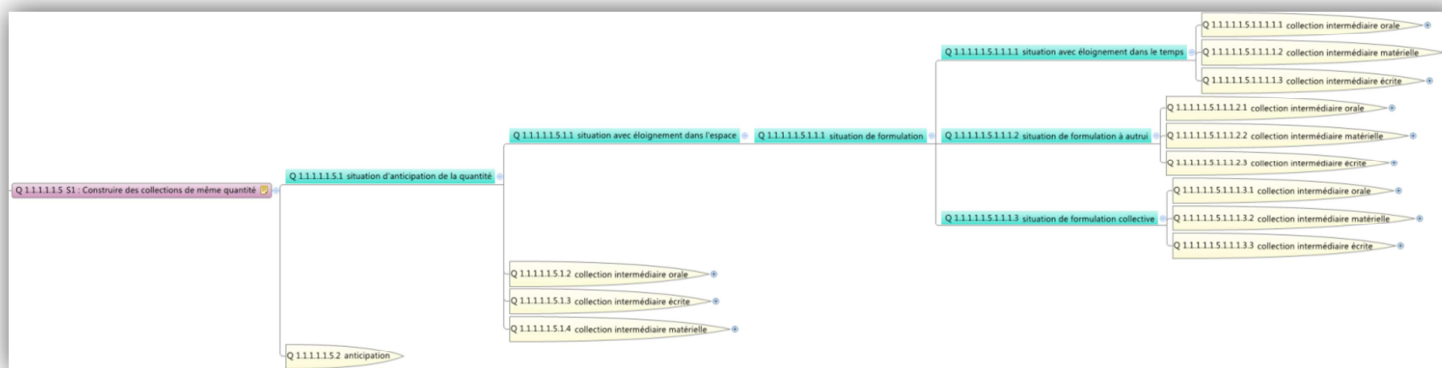 Q 1.1.1.1.1.5 S1 : Construire des collections de même quantité
Q 1.1.1.1.1.5.1 situation d'anticipation de la quantité
Q 1.1.1.1.1.5.1.1 situation avec éloignement dans l'espace
Q 1.1.1.1.1.5.1.1.1 situation de formulation
Q 1.1.1.1.1.5.1.1.1.1 situation avec éloignement dans le temps
Q 1.1.1.1.1.5.1.1.1.1.1 collection intermédiaire orale
Q 1.1.1.1.1.5.1.1.1.1.2 collection intermédiaire matérielle
Q 1.1.1.1.1.5.1.1.1.1.3 collection intermédiaire écrite
Q 1.1.1.1.1.5.1.1.1.2 situation de formulation à autrui
Q 1.1.1.1.1.5.1.1.1.2.1 collection intermédiaire orale
Q 1.1.1.1.1.5.1.1.1.2.2 collection intermédiaire matérielle
Q 1.1.1.1.1.5.1.1.1.2.3 collection intermédiaire écrite
Q 1.1.1.1.1.5.1.1.1.3 situation de formulation collective
Q 1.1.1.1.1.5.1.1.1.3.1 collection intermédiaire orale
Q 1.1.1.1.1.5.1.1.1.3.2 collection intermédiaire matérielle
Q 1.1.1.1.1.5.1.1.1.3.3 collection intermédiaire écrite
Q 1.1.1.1.1.5.1.2 collection intermédiaire orale
Q 1.1.1.1.1.5.1.3 collection intermédiaire écrite
Q 1.1.1.1.1.5.1.4 collection intermédiaire matérielle
Q 1.1.1.1.1.5.2 anticipation